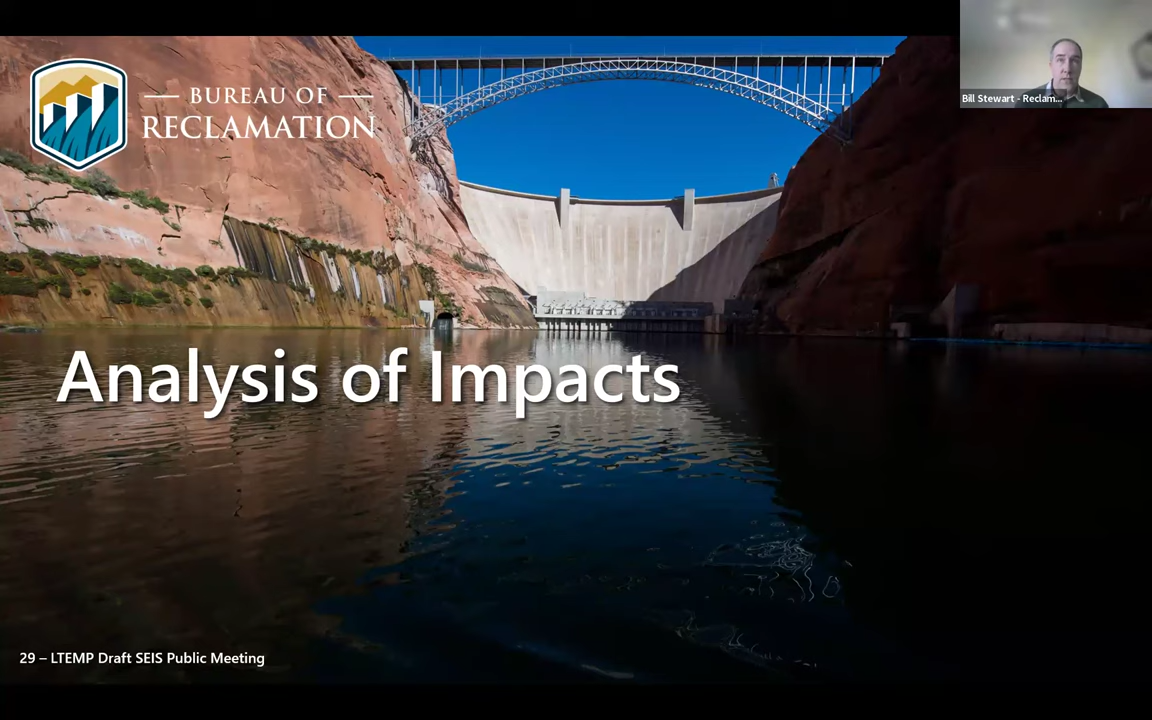 BUREAU OF
RECLAMATION
Bill Stewart - Reclam...
Analysis of Impacts
29 – LTEMP Draft SEIS Public Meeting